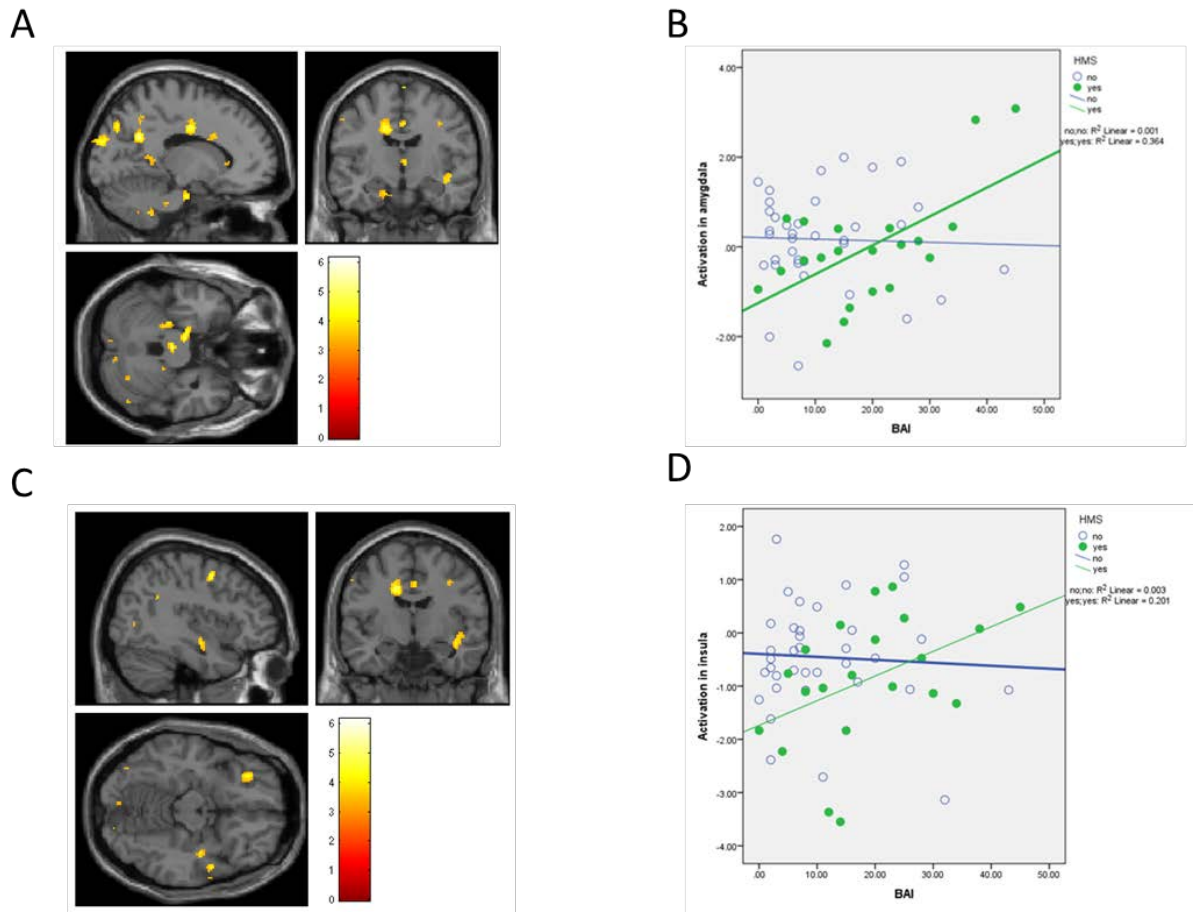 A
6
5
4
3
2
1
0
B
4.00
2.00
.00
-2.00
.00
10.00
20.00
30.00
40.00
50.00
Activation in amygdala
BAI
HMS
no
yes
no
yes
no;no: R² Linear = 0.001
yes;yes: R² Linear = 0.364
C
6
5
4
3
2
1
0
D
2.00
1.00
.00
-1.00
-2.00
-3.00
-4.00
.00
10.00
20.00
30.00
40.00
50.00
Activation in insula
BAI
HMS
no
yes
no
yes
no;no: R² Linear = 0.003
yes;yes: R² Linear = 0.201